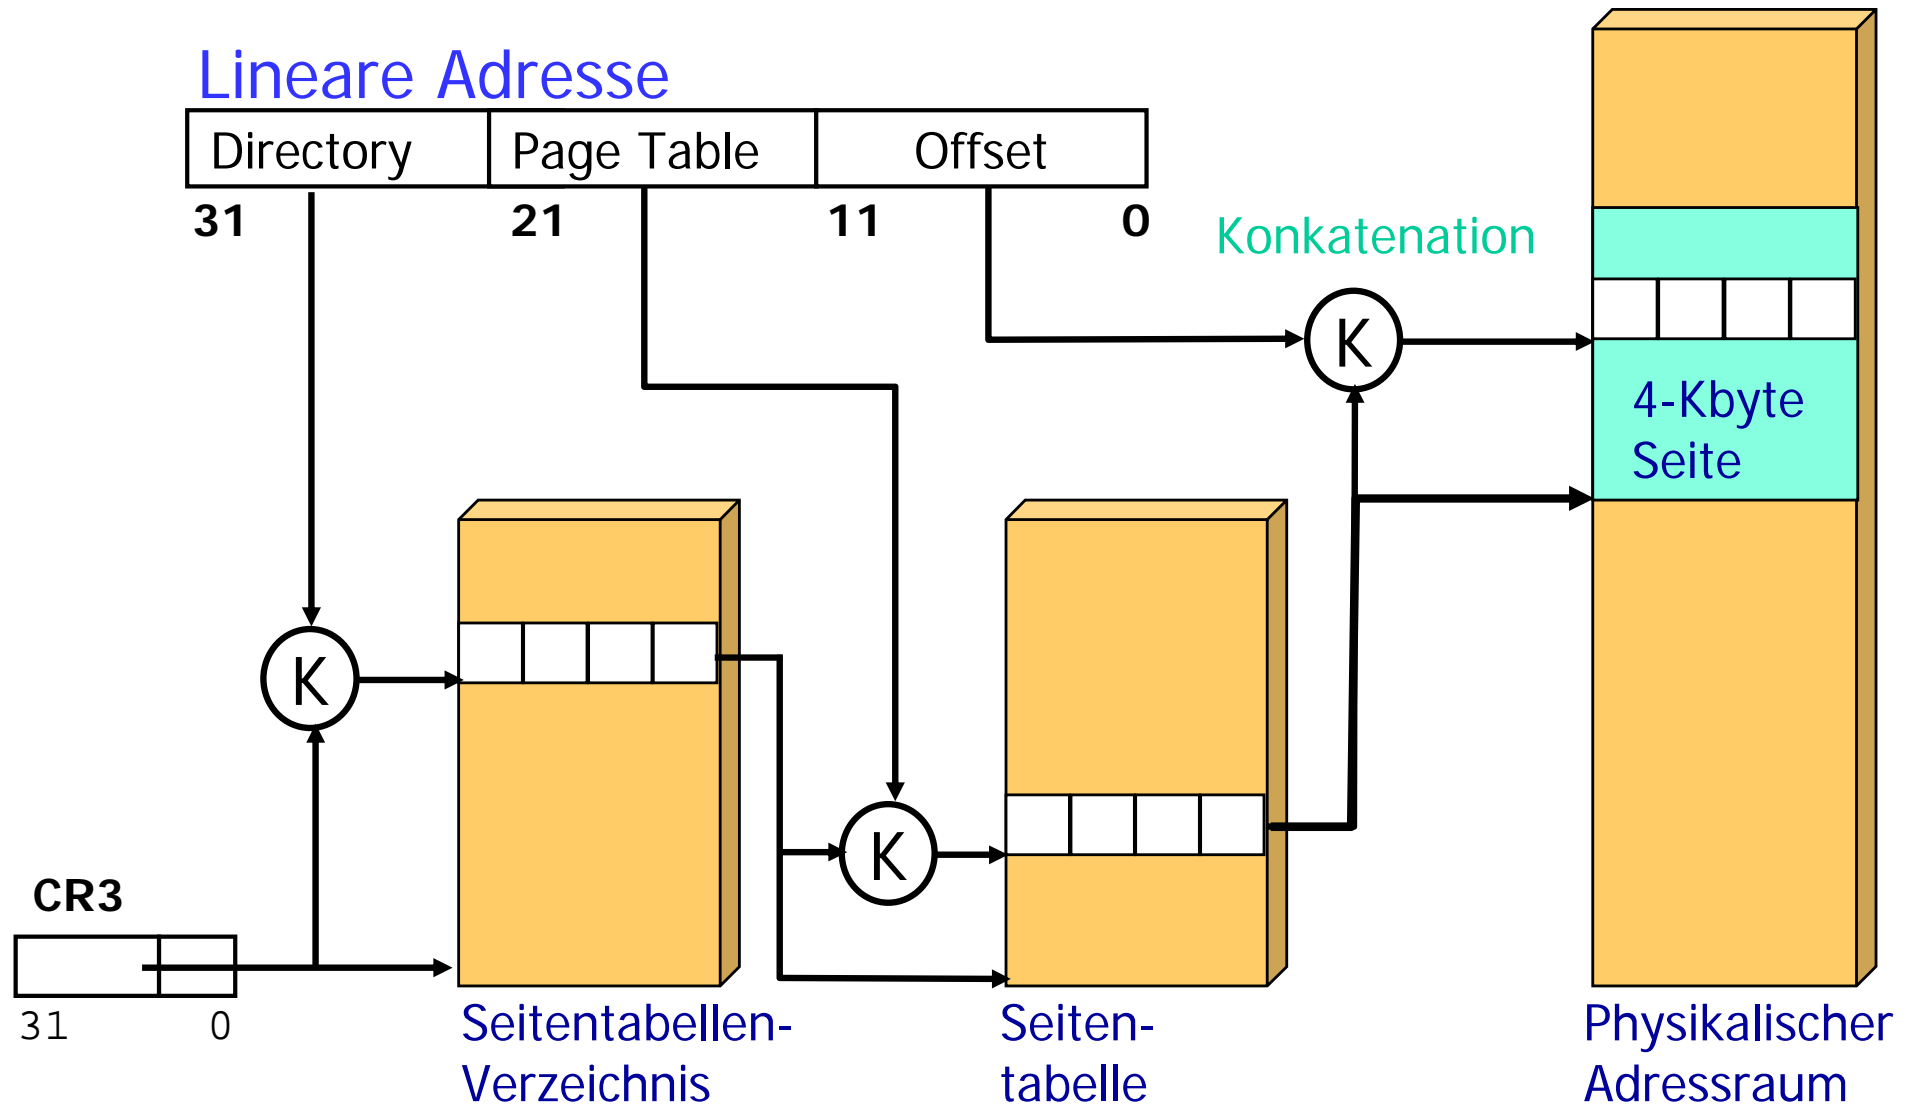 Lineare Adresse
Directory Page Table Offset
31 21 11 0
Konkatenation
K
4-Kbyte
Seite
K
K
CR3
31 0
Seitentabellen-
Verzeichnis
Seiten-
tabelle
Physikalischer
Adressraum